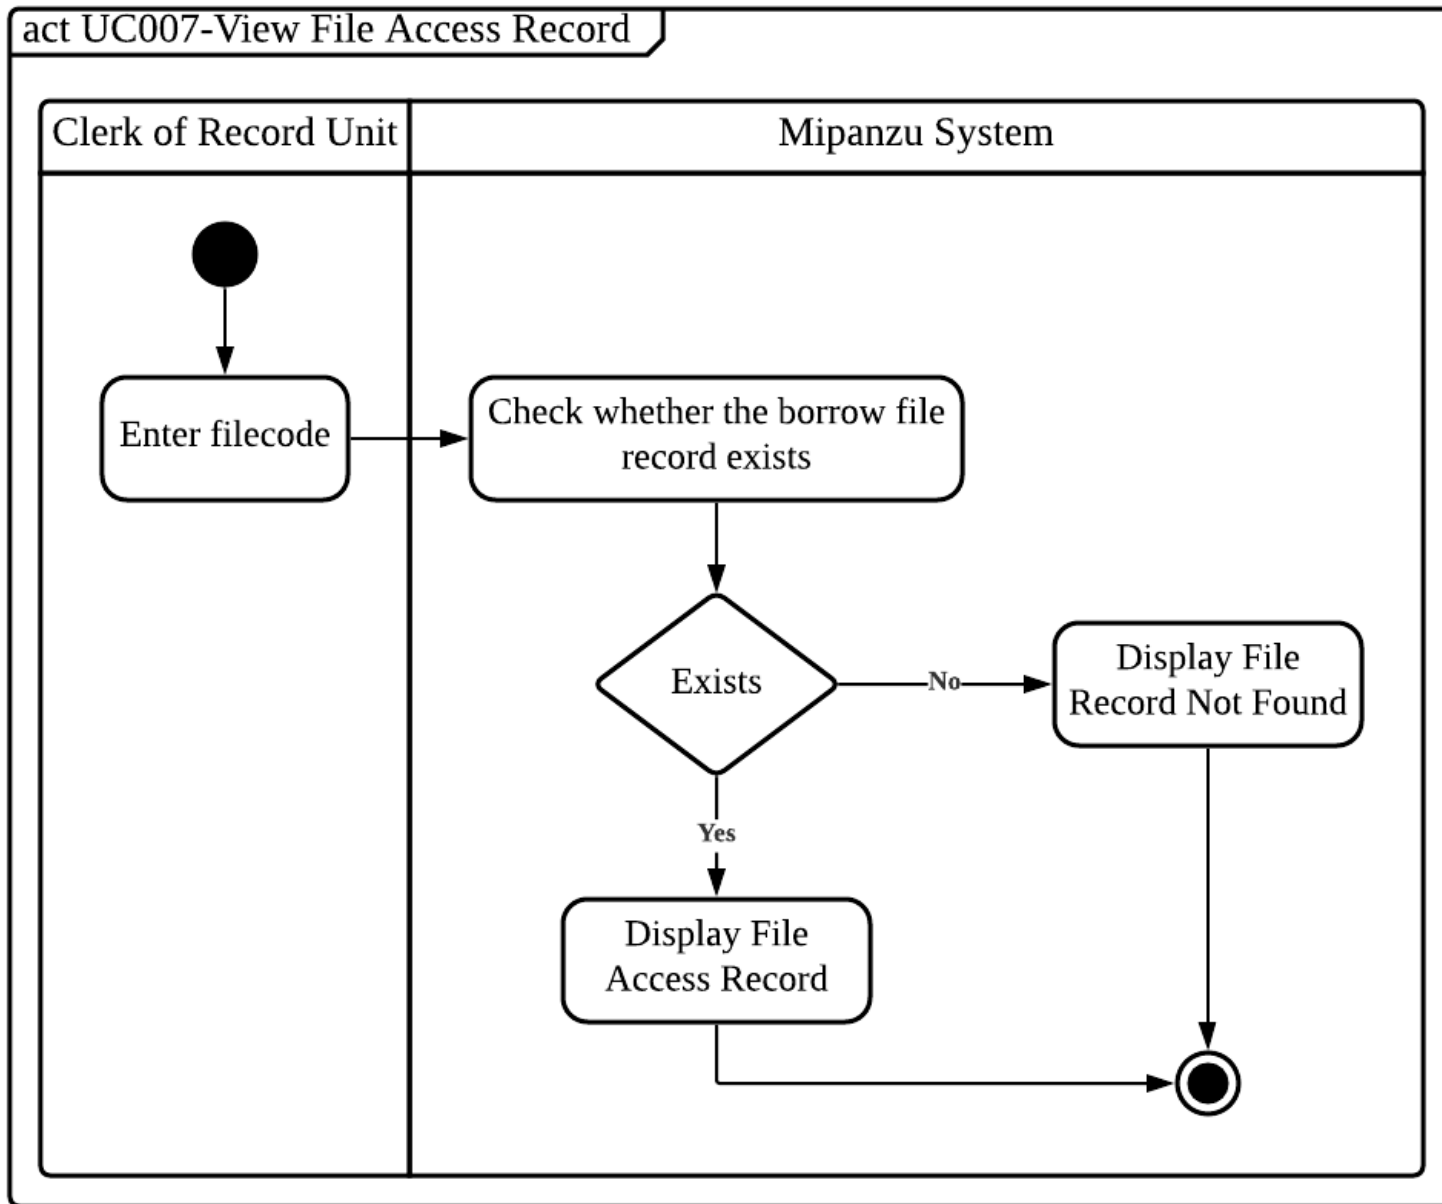 act UC007-View File Access Record
Clerk of Record Unit
Mipanzu System
Enter filecode
Check whether the borrow file
record exists
Exists
No
Display File
Record Not Found
Yes
Display File
Access Record